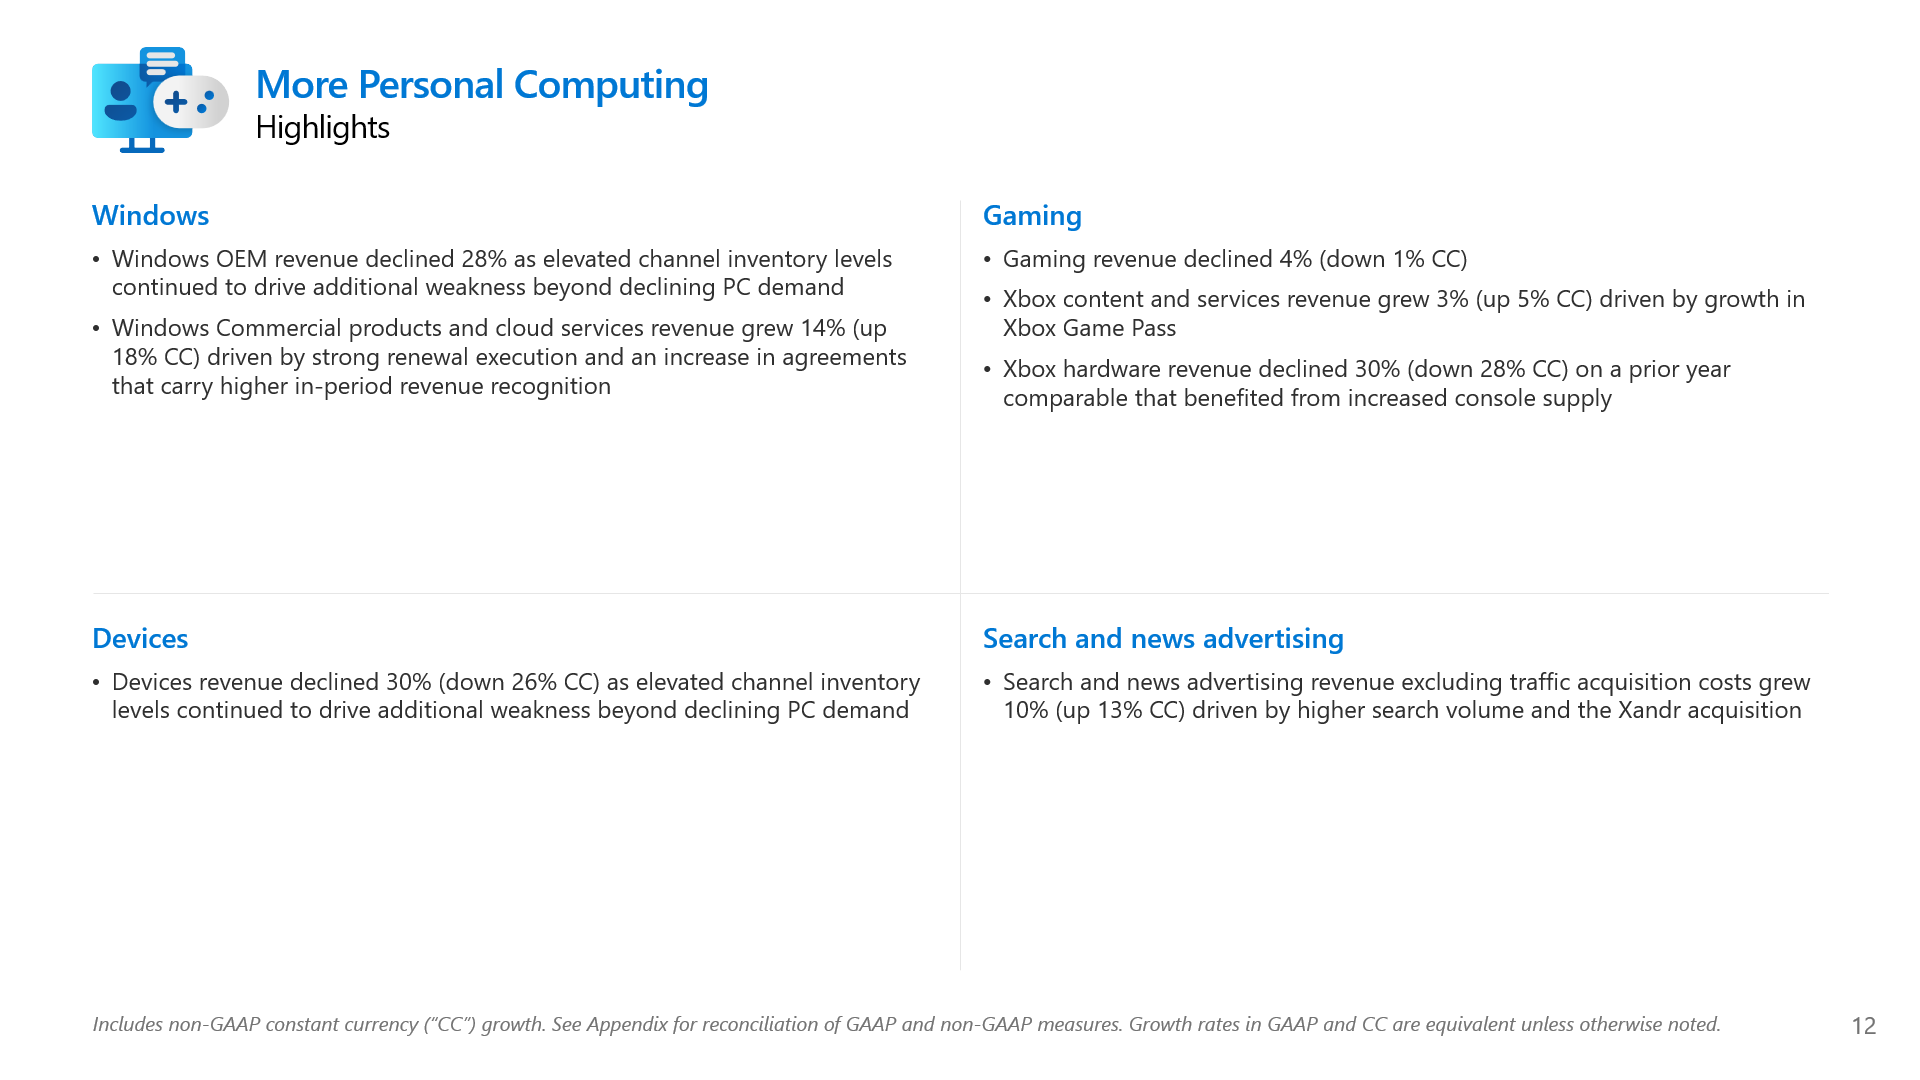 More Personal Computing
Highlights
Windows
• Windows OEM revenue declined 28% as elevated channel inventory levels
continued to drive additional weakness beyond declining PC demand
• Windows Commercial products and cloud services revenue grew 14% (up
18% CC) driven by strong renewal execution and an increase in agreements
that carry higher in-period revenue recognition
Gaming
• Gaming revenue declined 4% (down 1% CC)
• Xbox content and services revenue grew 3% (up 5% CC) driven by growth in
Xbox Game Pass
• Xbox hardware revenue declined 30% (down 28% CC) on a prior year
comparable that benefited from increased console supply
Devices
• Devices revenue declined 30% (down 26% CC) as elevated channel inventory
levels continued to drive additional weakness beyond declining PC demand
Search and news advertising
• Search and news advertising revenue excluding traffic acquisition costs grew
10% (up 13% CC) driven by higher search volume and the Xandr acquisition
Includes non-GAAP constant currency (“CC”) growth. See Appendix for reconciliation of GAAP and non-GAAP measures. Growth rates in GAAP and CC are equivalent unless otherwise noted.
12